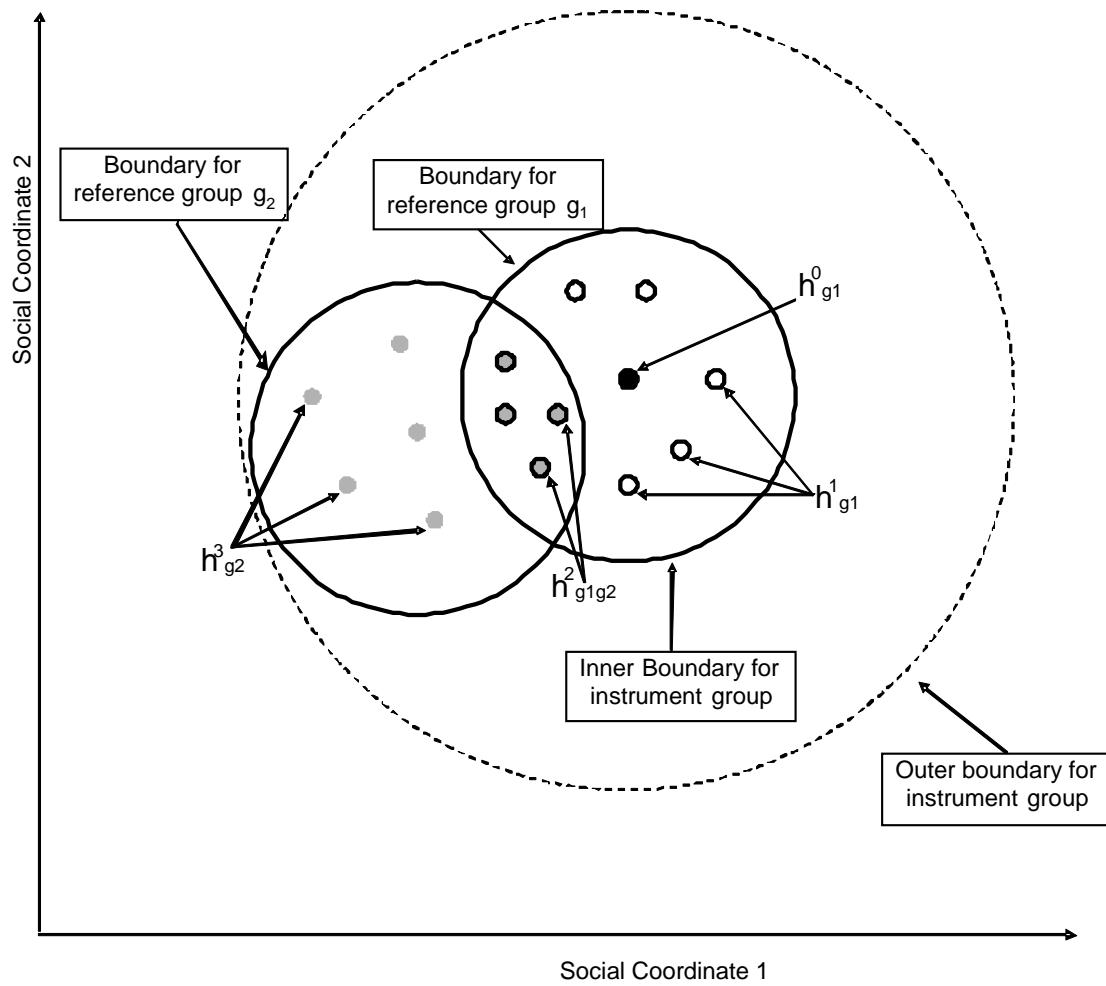 Social Coordinate 2
Boundary for
reference group g₂
Boundary for
reference group g₁
h⁰g1
h¹g1
h³g2
h²g1g2
Inner Boundary for
instrument group
Outer boundary for
instrument group
Social Coordinate 1